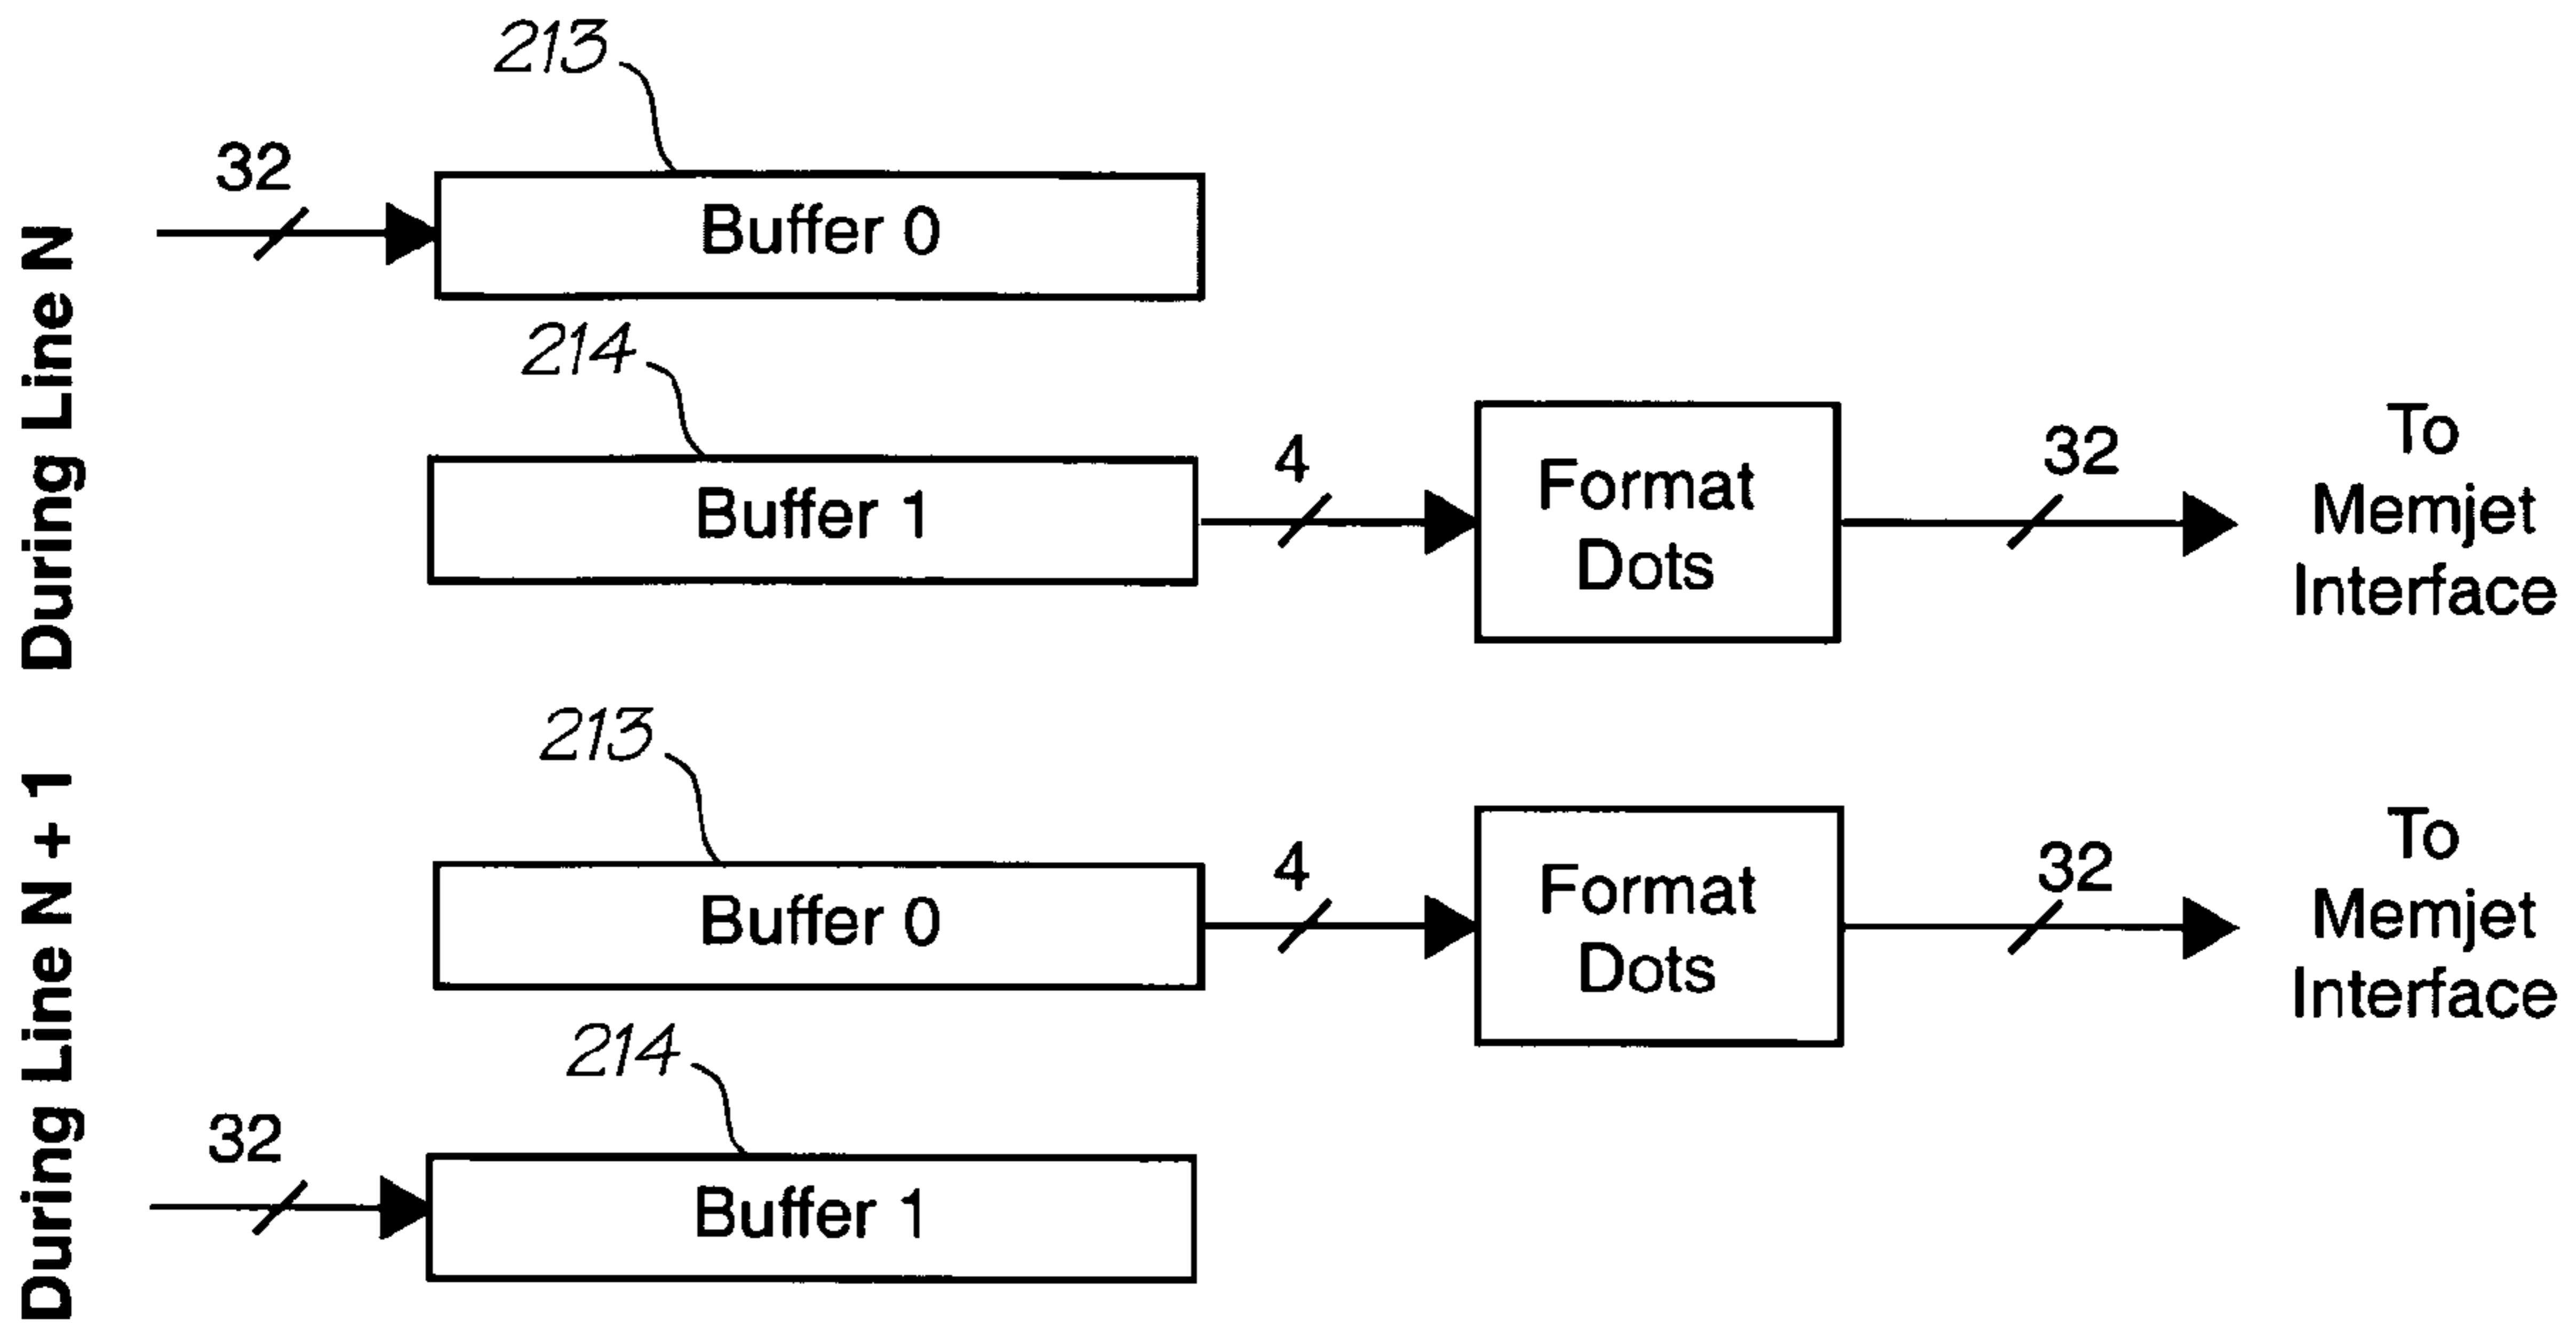 During Line N
213
32
Buffer 0
214
Buffer 1
4
Format
Dots
32
To
Memjet
Interface
During Line N + 1
213
Buffer 0
4
Format
Dots
32
To
Memjet
Interface
214
32
Buffer 1